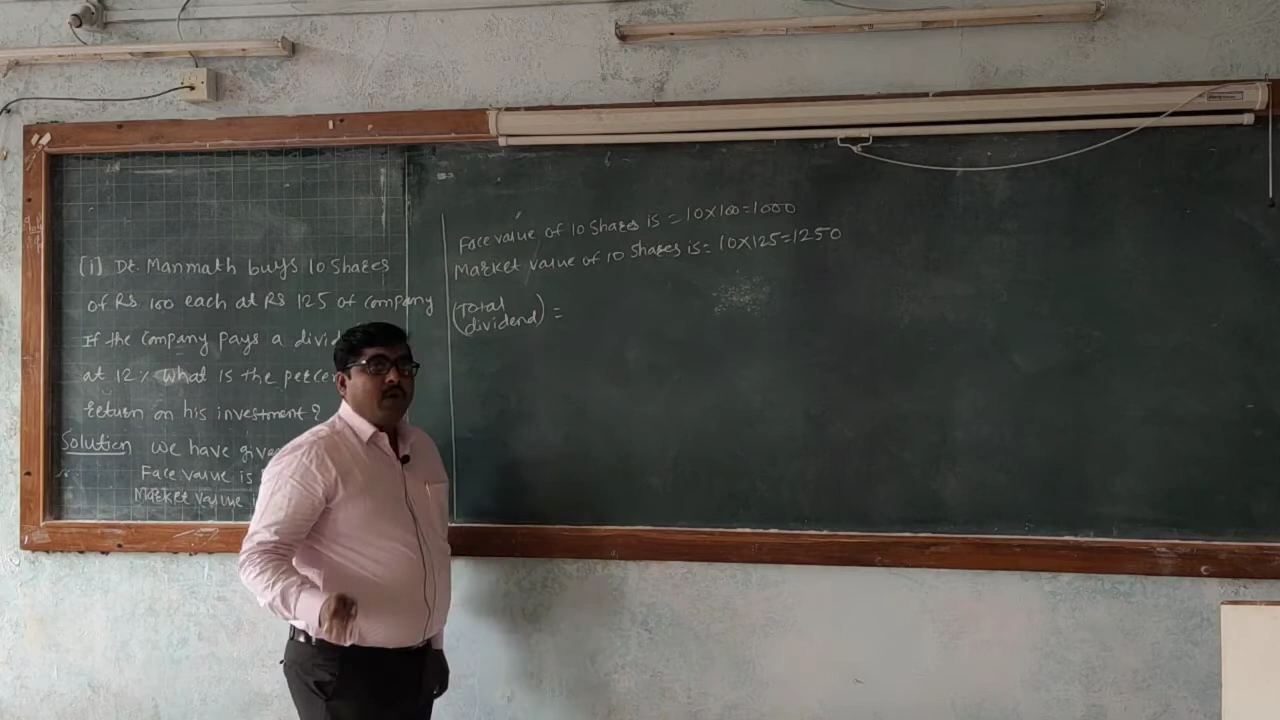 (1) Dr. Manmath buys 10 Shares
of Rs. 100 each at RS 125 of company
If the company pays a divid
at 12% what is the percen
return on his investment?
Solution we have give
Face value is
Market value i
Face value of 10 Shares is = 10×100=1000
Market value of 10 Shares is= 10×125=1250
(Total
dividend) =